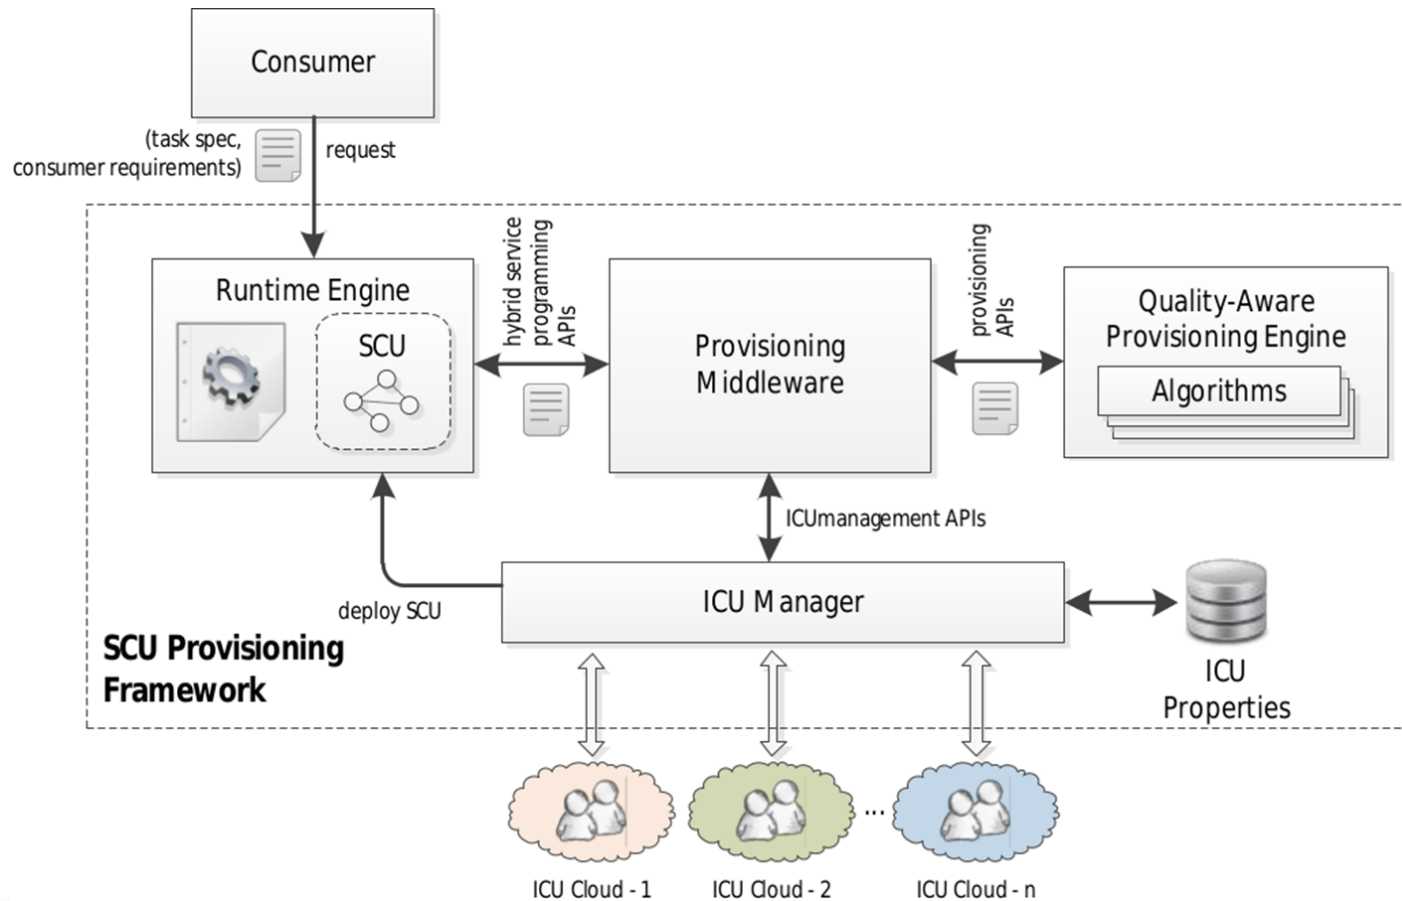 Consumer
(task spec,
consumer requirements)
request
hybrid service
programming
APIs
provisioning
APIs
Runtime Engine
SCU
Provisioning
Middleware
Quality-Aware
Provisioning Engine
Algorithms
ICUmanagement APIs
ICU Manager
deploy SCU
SCU Provisioning
Framework
ICU
Properties
...
ICU Cloud - 1
ICU Cloud - 2
ICU Cloud - n